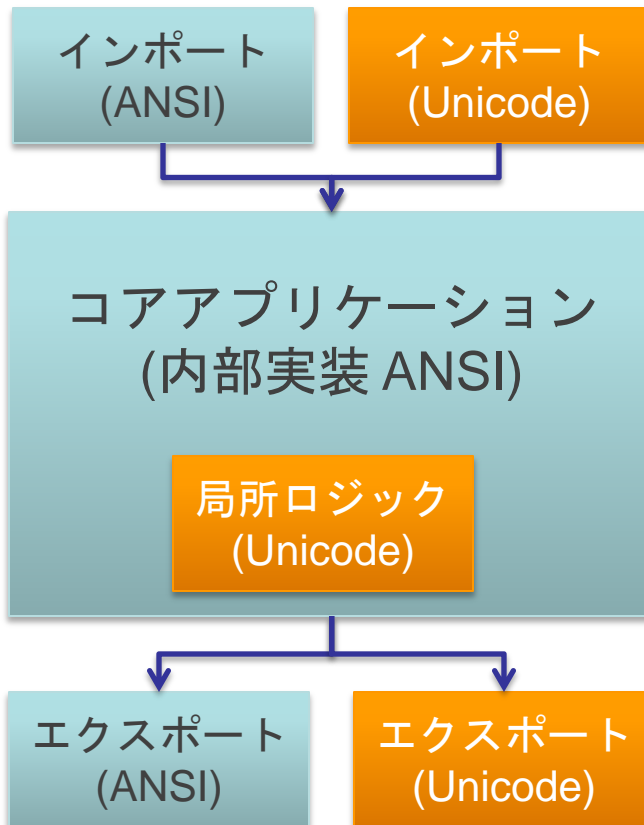 インポート
(ANSI)
インポート
(Unicode)
コアアプリケーション
(内部実装 ANSI)
局所ロジック
(Unicode)
エクスポート
(ANSI)
エクスポート
(Unicode)